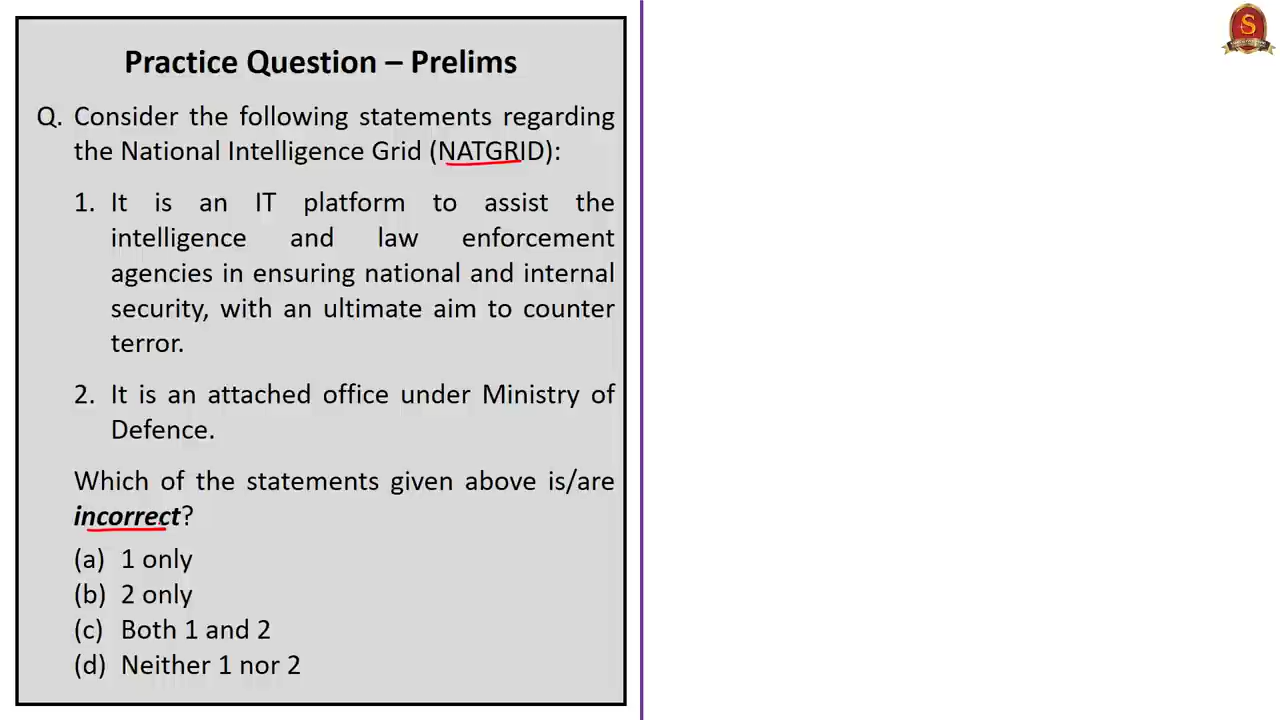 Practice Question – Prelims
Q. Consider the following statements regarding
the National Intelligence Grid (NATGRID):
1. It is an IT platform to assist the
intelligence and law enforcement
agencies in ensuring national and internal
security, with an ultimate aim to counter
terror.
2. It is an attached office under Ministry of
Defence.
Which of the statements given above is/are
incorrect?
(a) 1 only
(b) 2 only
(c) Both 1 and 2
(d) Neither 1 nor 2
S